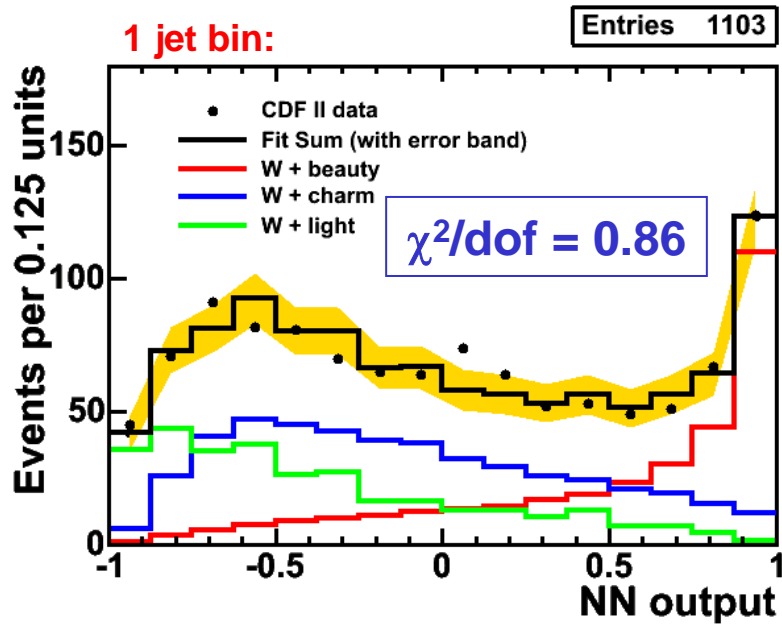 1 jet bin:
Entries 1103
CDF II data
Fit Sum (with error band)
W + beauty
W + charm
W + light
χ²/dof = 0.86
Events per 0.125 units
150
100
50
0
-1 -0.5 0 0.5 1
NN output